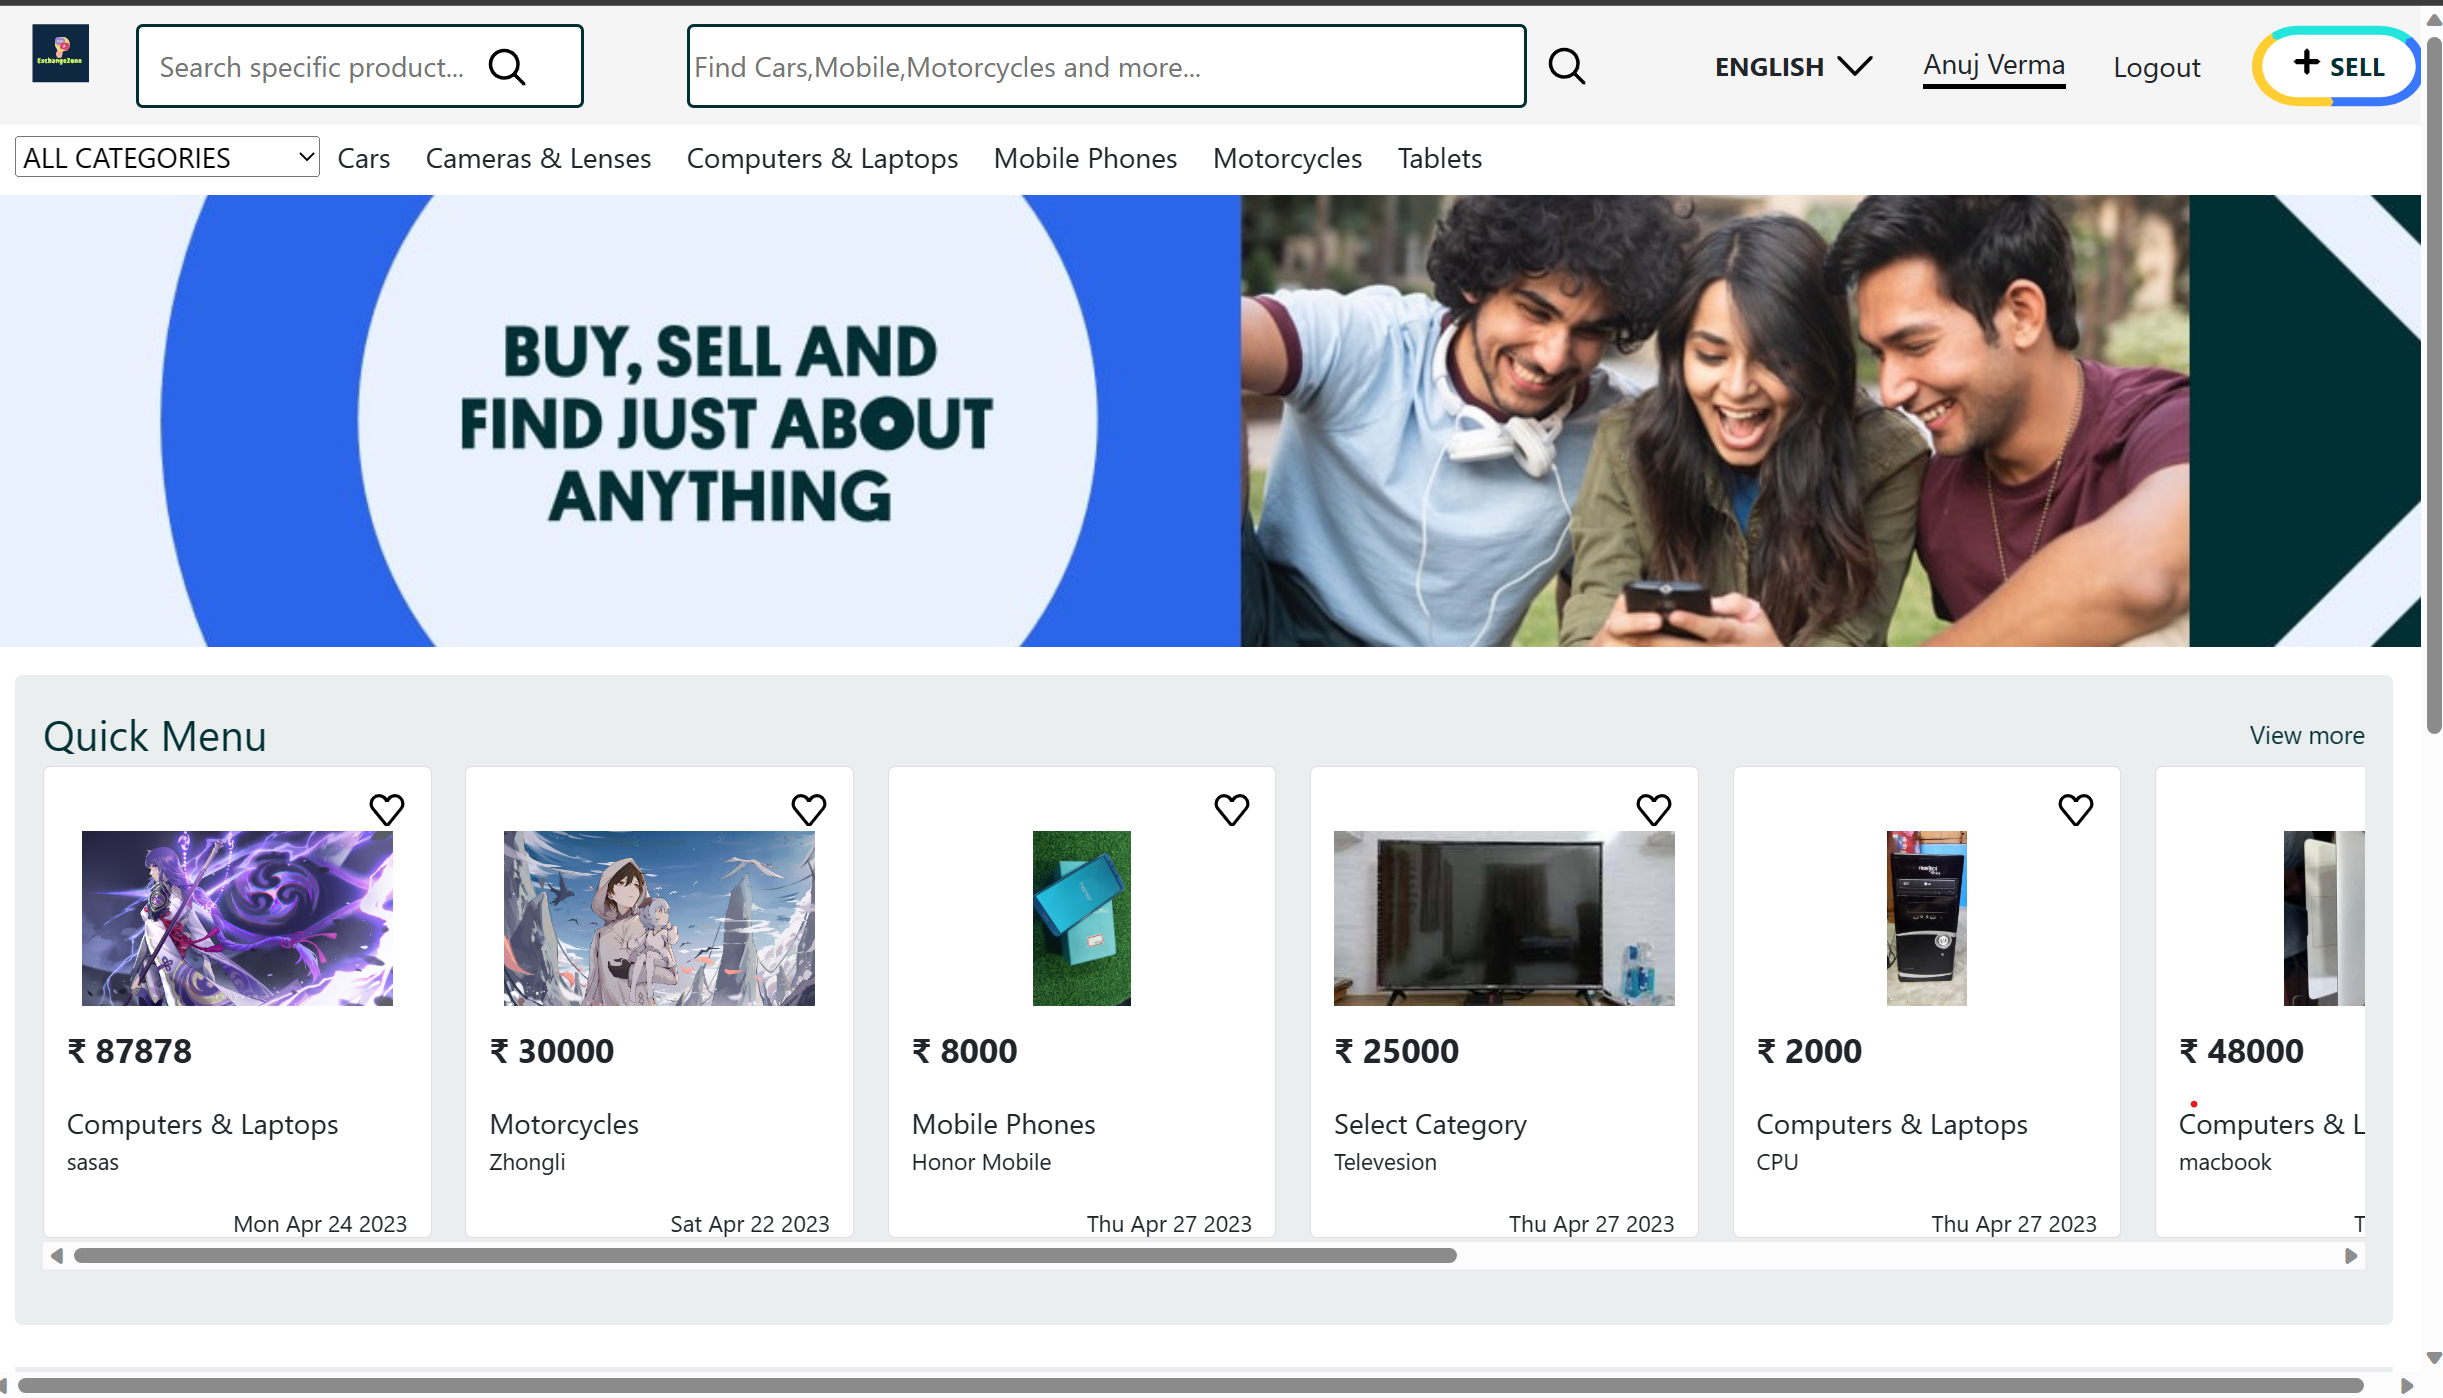 ExchangeZone
Search specific product...
Find Cars,Mobile,Motorcycles and more...
ENGLISH
Anuj Verma
Logout
SELL
ALL CATEGORIES
Cars
Cameras & Lenses
Computers & Laptops
Mobile Phones
Motorcycles
Tablets
BUY, SELL AND
FIND JUST ABOUT
ANYTHING
Quick Menu
View more
₹ 87878
Computers & Laptops
sasas
Mon Apr 24 2023
₹ 30000
Motorcycles
Zhongli
Sat Apr 22 2023
₹ 8000
Mobile Phones
Honor Mobile
Thu Apr 27 2023
₹ 25000
Select Category
Televesion
Thu Apr 27 2023
₹ 2000
Computers & Laptops
CPU
Thu Apr 27 2023
₹ 48000
Computers & L
macbook
T